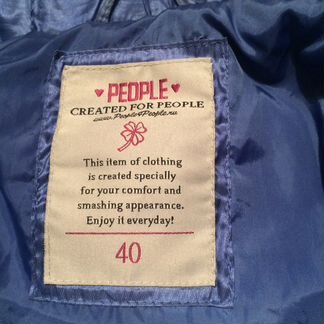 PEOPLE
CREATED FOR PEOPLE
www.People4People.ru
This item of clothing
is created specially
for your comfort and
smashing appearance.
Enjoy it everyday!
40